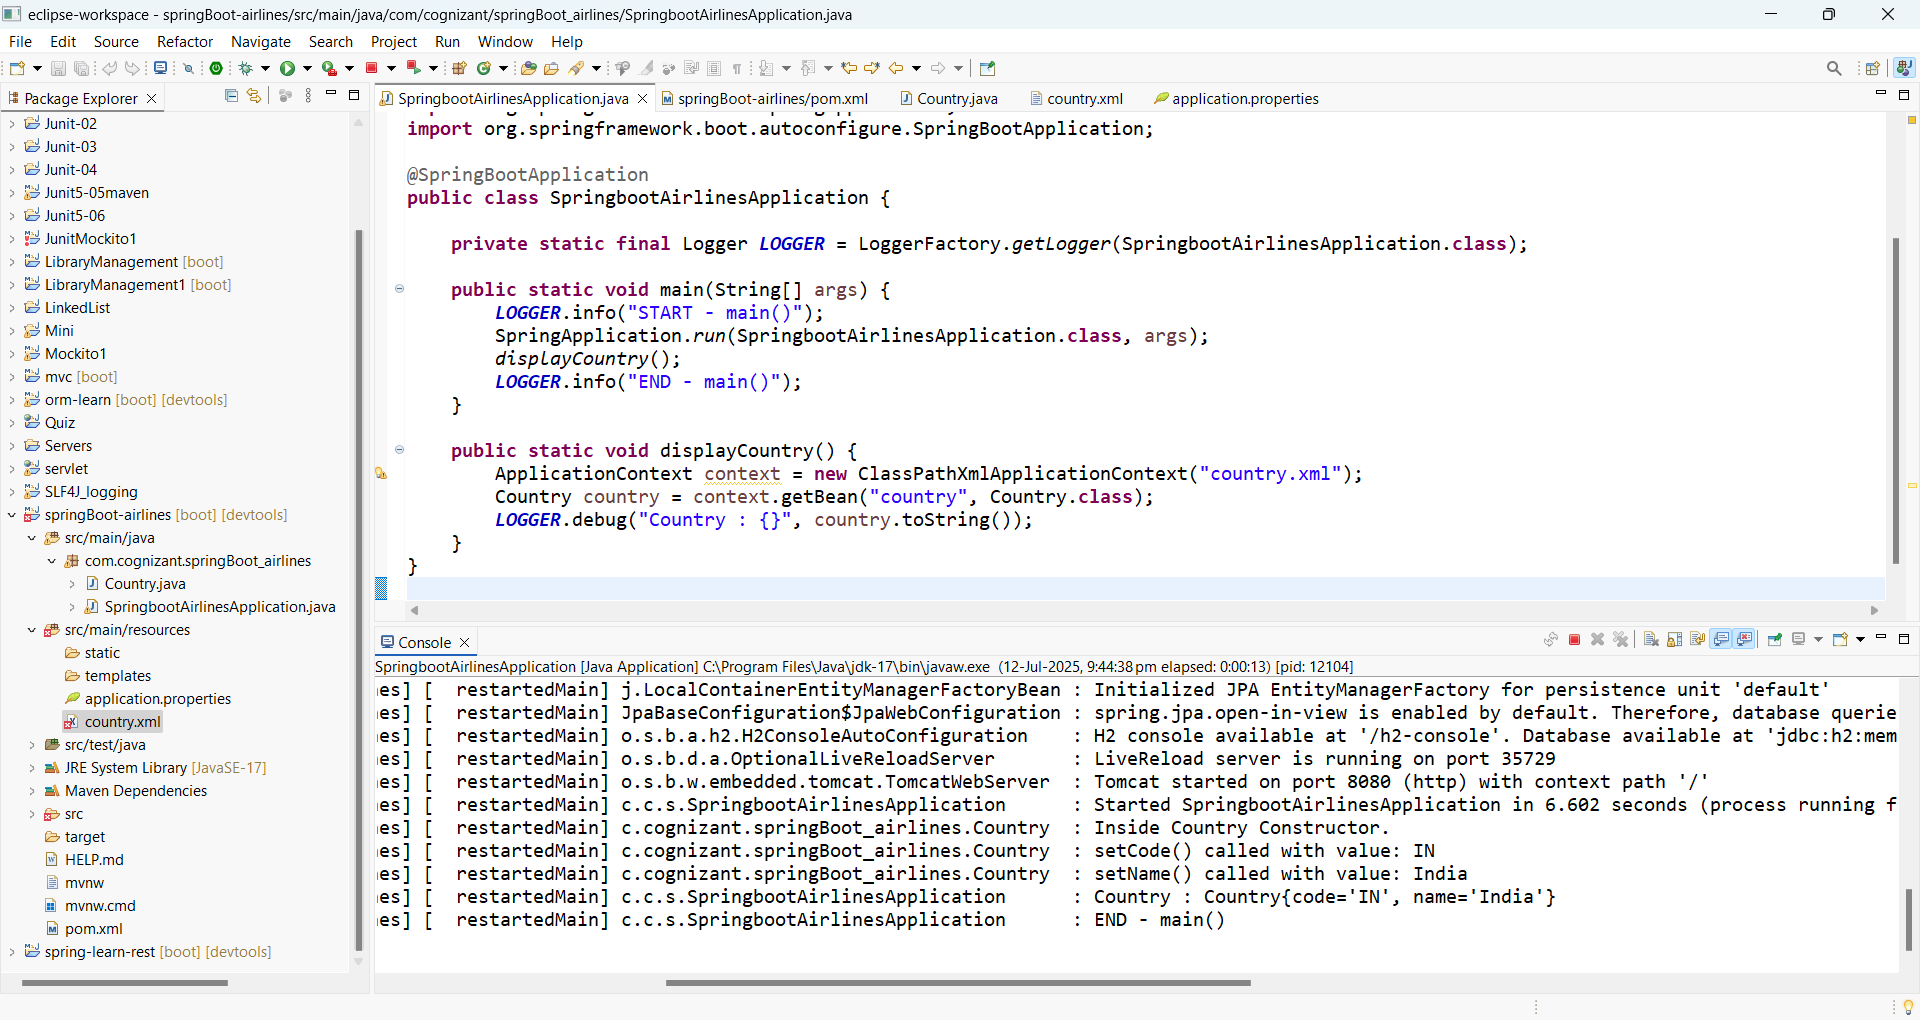 eclipse-workspace - springBoot-airlines/src/main/java/com/cognizant/springBoot_airlines/SpringbootAirlinesApplication.java
File Edit Source Refactor Navigate Search Project Run Window Help
Package Explorer
Junit-02
Junit-03
Junit-04
Junit5-05maven
Junit5-06
JunitMockito1
LibraryManagement [boot]
LibraryManagement1 [boot]
LinkedList
Mini
Mockito1
mvc [boot]
orm-learn [boot] [devtools]
Quiz
Servers
servlet
SLF4J_logging
springBoot-airlines [boot] [devtools]
src/main/java
com.cognizant.springBoot_airlines
Country.java
SpringbootAirlinesApplication.java
src/main/resources
static
templates
application.properties
country.xml
src/test/java
JRE System Library [JavaSE-17]
Maven Dependencies
src
target
HELP.md
mvnw
mvnw.cmd
pom.xml
spring-learn-rest [boot] [devtools]
SpringbootAirlinesApplication.java springBoot-airlines/pom.xml Country.java country.xml application.properties
import org.springframework.boot.autoconfigure.SpringBootApplication;
@SpringBootApplication
public class SpringbootAirlinesApplication {
private static final Logger LOGGER = LoggerFactory.getLogger(SpringbootAirlinesApplication.class);
public static void main(String[] args) {
LOGGER.info("START - main()");
SpringApplication.run(SpringbootAirlinesApplication.class, args);
displayCountry();
LOGGER.info("END - main()");
}
public static void displayCountry() {
ApplicationContext context = new ClassPathXmlApplicationContext("country.xml");
Country country = context.getBean("country", Country.class);
LOGGER.debug("Country : {}", country.toString());
}
}
Console
SpringbootAirlinesApplication [Java Application] C:\Program Files\Java\jdk-17\bin\javaw.exe (12-Jul-2025, 9:44:38 pm elapsed: 0:00:13) [pid: 12104]
nes] [ restartedMain] j.LocalContainerEntityManagerFactoryBean : Initialized JPA EntityManagerFactory for persistence unit 'default'
nes] [ restartedMain] JpaBaseConfiguration$JpaWebConfiguration : spring.jpa.open-in-view is enabled by default. Therefore, database querie
nes] [ restartedMain] o.s.b.a.h2.H2ConsoleAutoConfiguration : H2 console available at '/h2-console'. Database available at 'jdbc:h2:mem
nes] [ restartedMain] o.s.b.d.a.OptionalLiveReloadServer : LiveReload server is running on port 35729
nes] [ restartedMain] o.s.b.w.embedded.tomcat.TomcatWebServer : Tomcat started on port 8080 (http) with context path '/'
nes] [ restartedMain] c.c.s.SpringbootAirlinesApplication : Started SpringbootAirlinesApplication in 6.602 seconds (process running f
nes] [ restartedMain] c.cognizant.springBoot_airlines.Country : Inside Country Constructor.
nes] [ restartedMain] c.cognizant.springBoot_airlines.Country : setCode() called with value: IN
nes] [ restartedMain] c.cognizant.springBoot_airlines.Country : setName() called with value: India
nes] [ restartedMain] c.c.s.SpringbootAirlinesApplication : Country : Country{code='IN', name='India'}
nes] [ restartedMain] c.c.s.SpringbootAirlinesApplication : END - main()